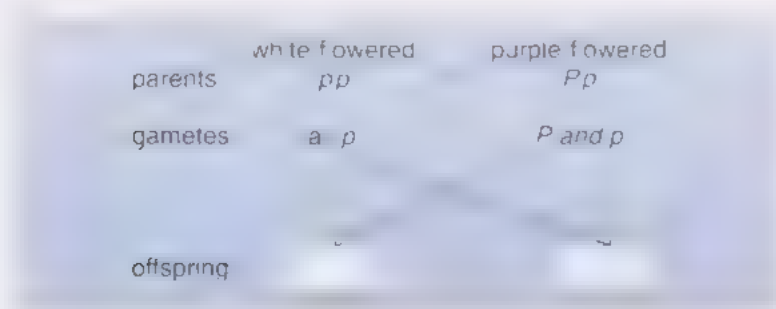 white flowered purple flowered
parents pp Pp
gametes all p P and p
offspring